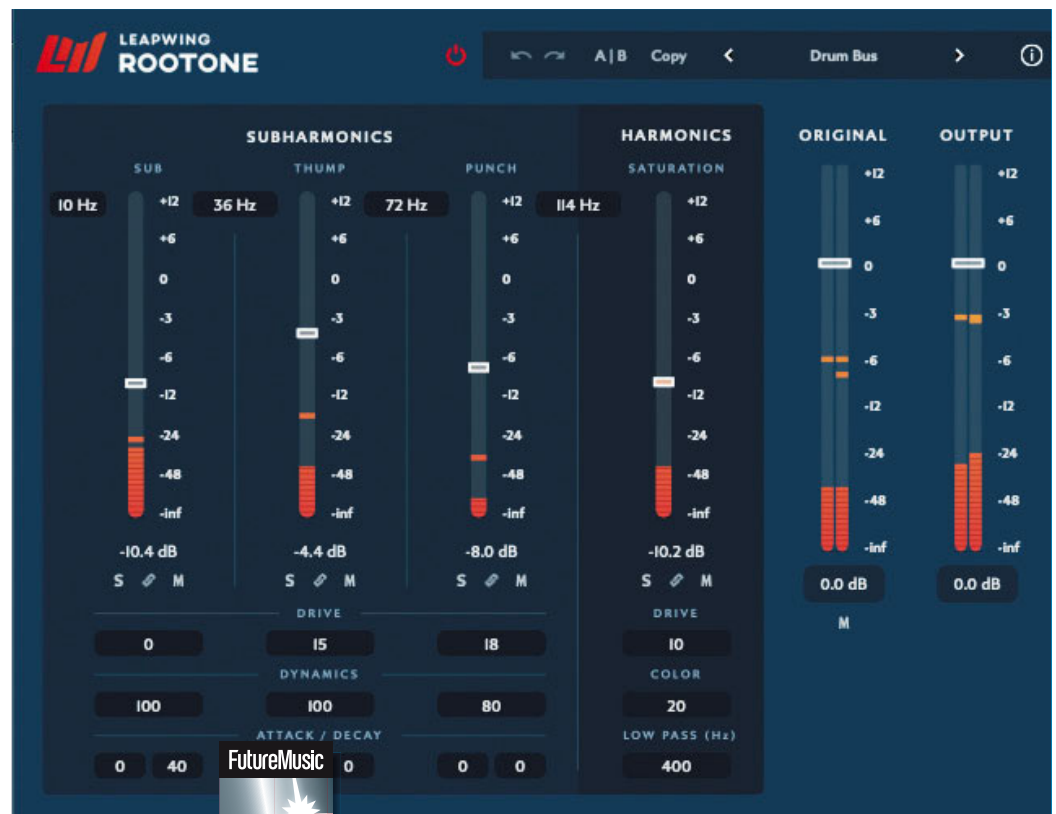 LEAPWING
ROOTONE
A|B Copy < Drum Bus > i
SUBHARMONICS
HARMONICS
ORIGINAL
OUTPUT
SUB
THUMP
PUNCH
SATURATION
10 Hz
36 Hz
72 Hz
114 Hz
+12 +12 +12 +12 +12 +12
+6 +6 +6 +6 +6 +6
0 0 0 0 0 0
-3 -3 -3 -3 -3 -3
-6 -6 -6 -6 -6 -6
-12 -12 -12 -12 -12 -12
-24 -24 -24 -24 -24 -24
-48 -48 -48 -48 -48 -48
-inf -inf -inf -inf -inf -inf
-10.4 dB -4.4 dB -8.0 dB -10.2 dB
0.0 dB 0.0 dB
S M S M S M S M
M
DRIVE DRIVE
0 15 18 10
DYNAMICS COLOR
100 100 80 20
ATTACK / DECAY LOW PASS (Hz)
0 40 0 0 0 400
FutureMusic